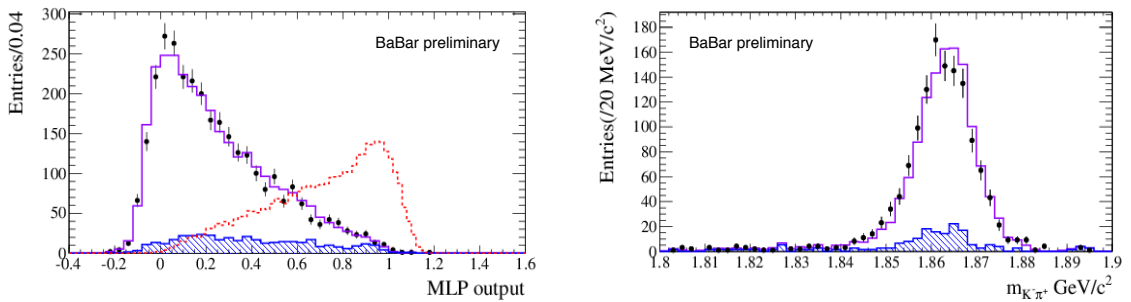 Entries/0.04
300
250
200
150
100
50
0
BaBar preliminary
-0.4 -0.2 0 0.2 0.4 0.6 0.8 1 1.2 1.4 1.6
MLP output
Entries(/20 MeV/c²)
180
160
140
120
100
80
60
40
20
0
BaBar preliminary
1.8 1.81 1.82 1.83 1.84 1.85 1.86 1.87 1.88 1.89 1.9
m_K⁻π⁺ GeV/c²